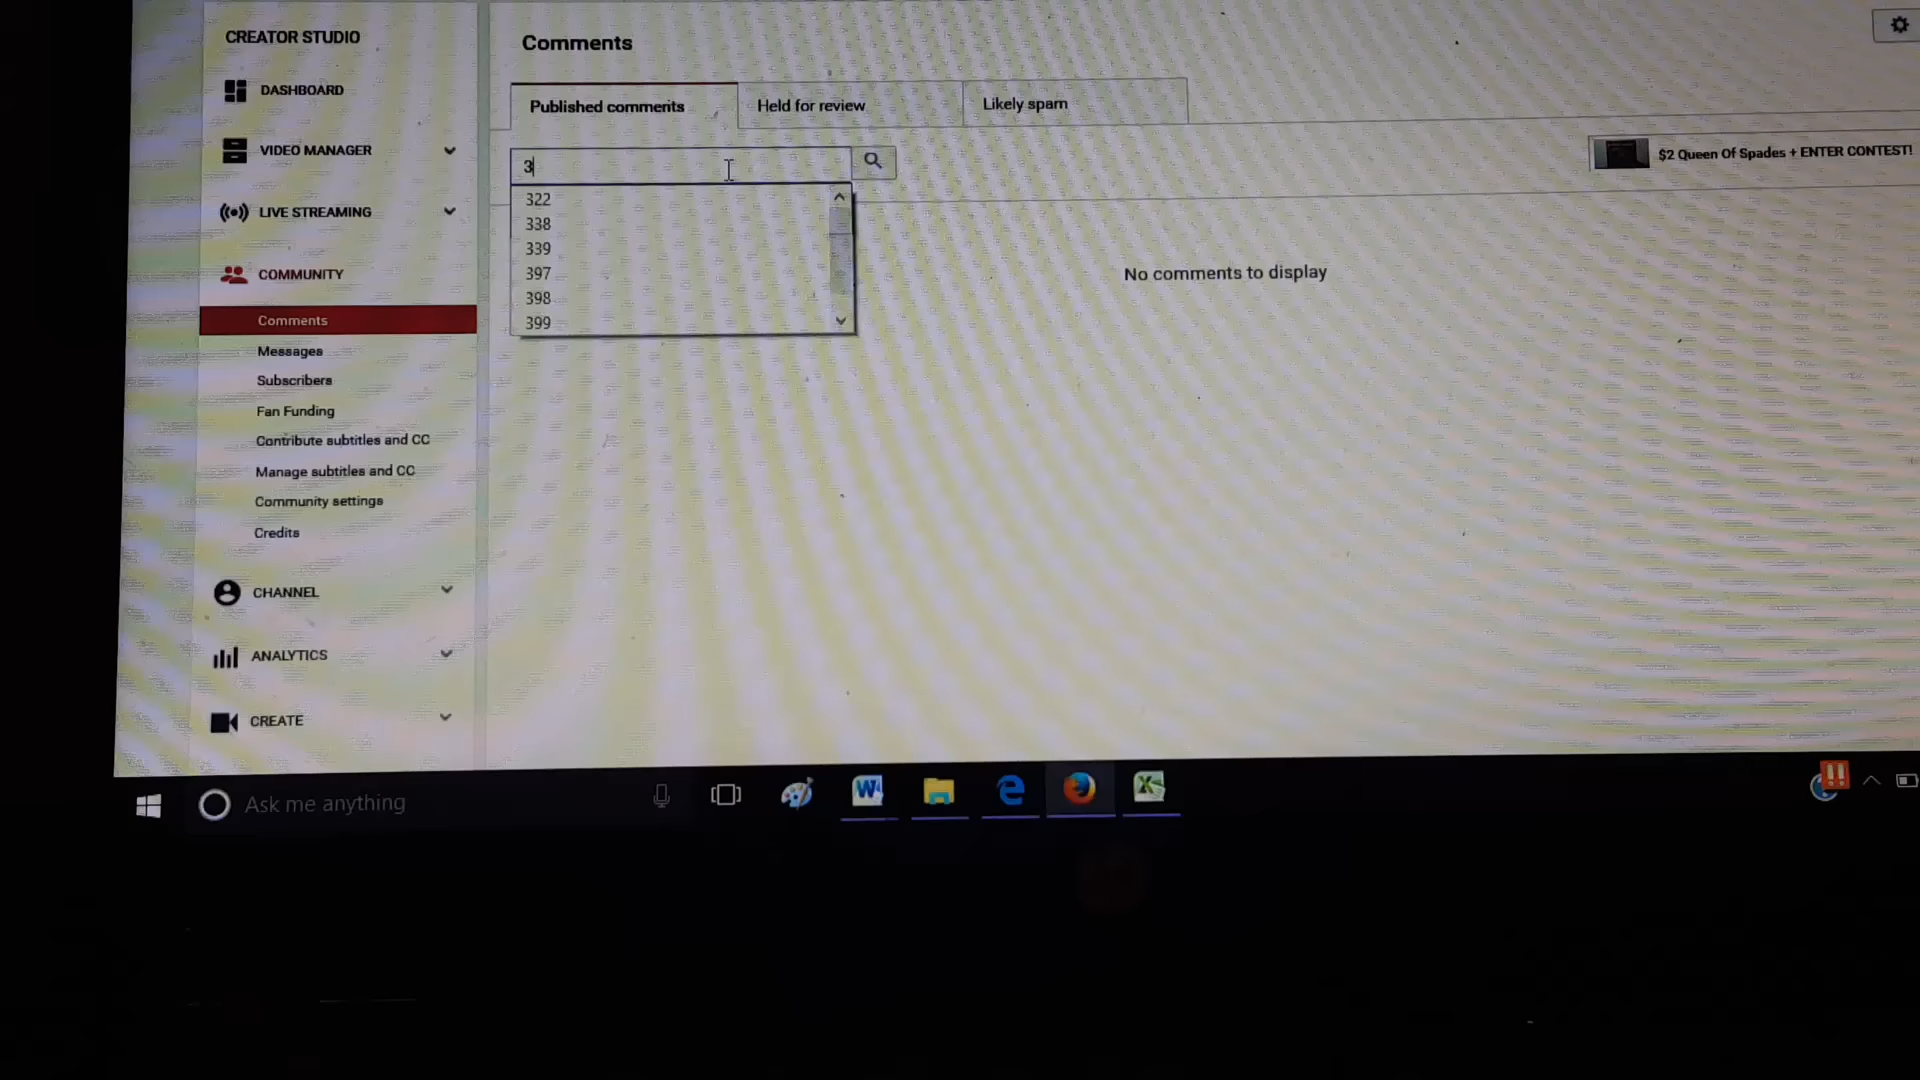 CREATOR STUDIO
DASHBOARD
VIDEO MANAGER
LIVE STREAMING
COMMUNITY
Comments
Messages
Subscribers
Fan Funding
Contribute subtitles and CC
Manage subtitles and CC
Community settings
Credits
CHANNEL
ANALYTICS
CREATE
Comments
Published comments
Held for review
Likely spam
3
322
338
339
397
398
399
$2 Queen Of Spades + ENTER CONTEST!
No comments to display
Ask me anything